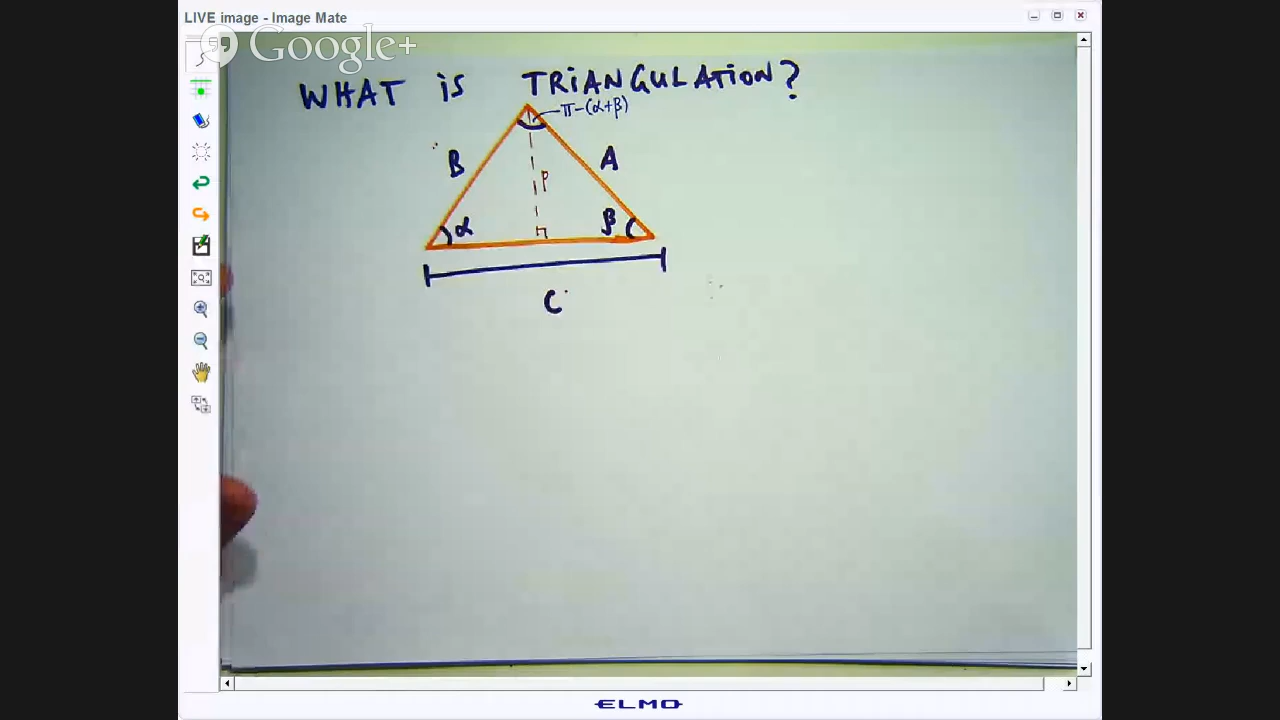 LIVE image - Image Mate
Google+
WHAT iS TRiANGULATiON?
π-(α+β)
B
A
P
α
β
C
ELMO